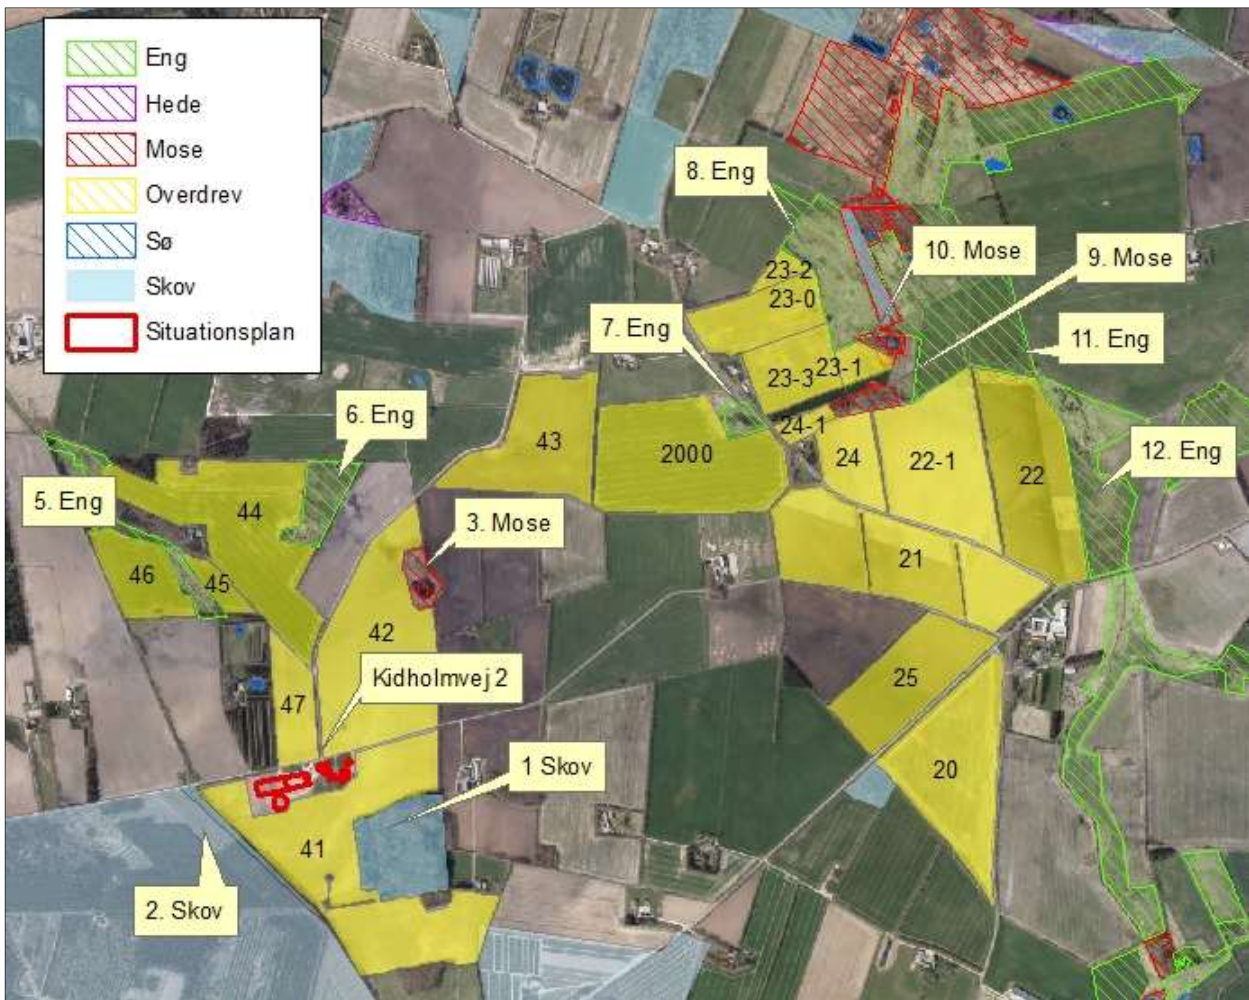 Eng
Hede
Mose
Overdrev
Sø
Skov
Situationsplan
8. Eng
10. Mose
9. Mose
23-2
23-0
7. Eng
11. Eng
23-3
23-1
6. Eng
43
24-1
2000
24
22-1
22
12. Eng
5. Eng
44
3. Mose
46
45
21
42
Kidholmvej 2
47
25
20
1 Skov
41
2. Skov